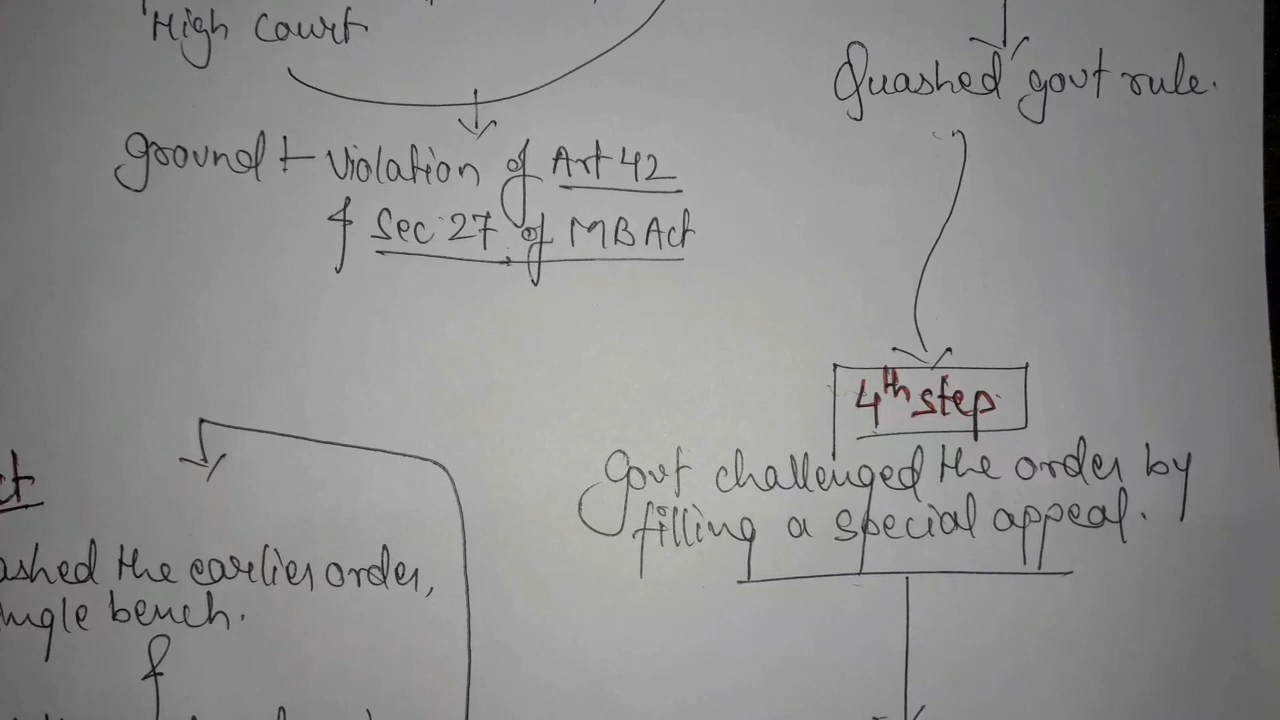 High Court
Quashed govt rule.
Ground :- Violation of Art 42
& Sec 27 of MB Act
4th step
Govt challenged the order by
filling a special appeal.
ashed the earlier order,
ngle bench.
&